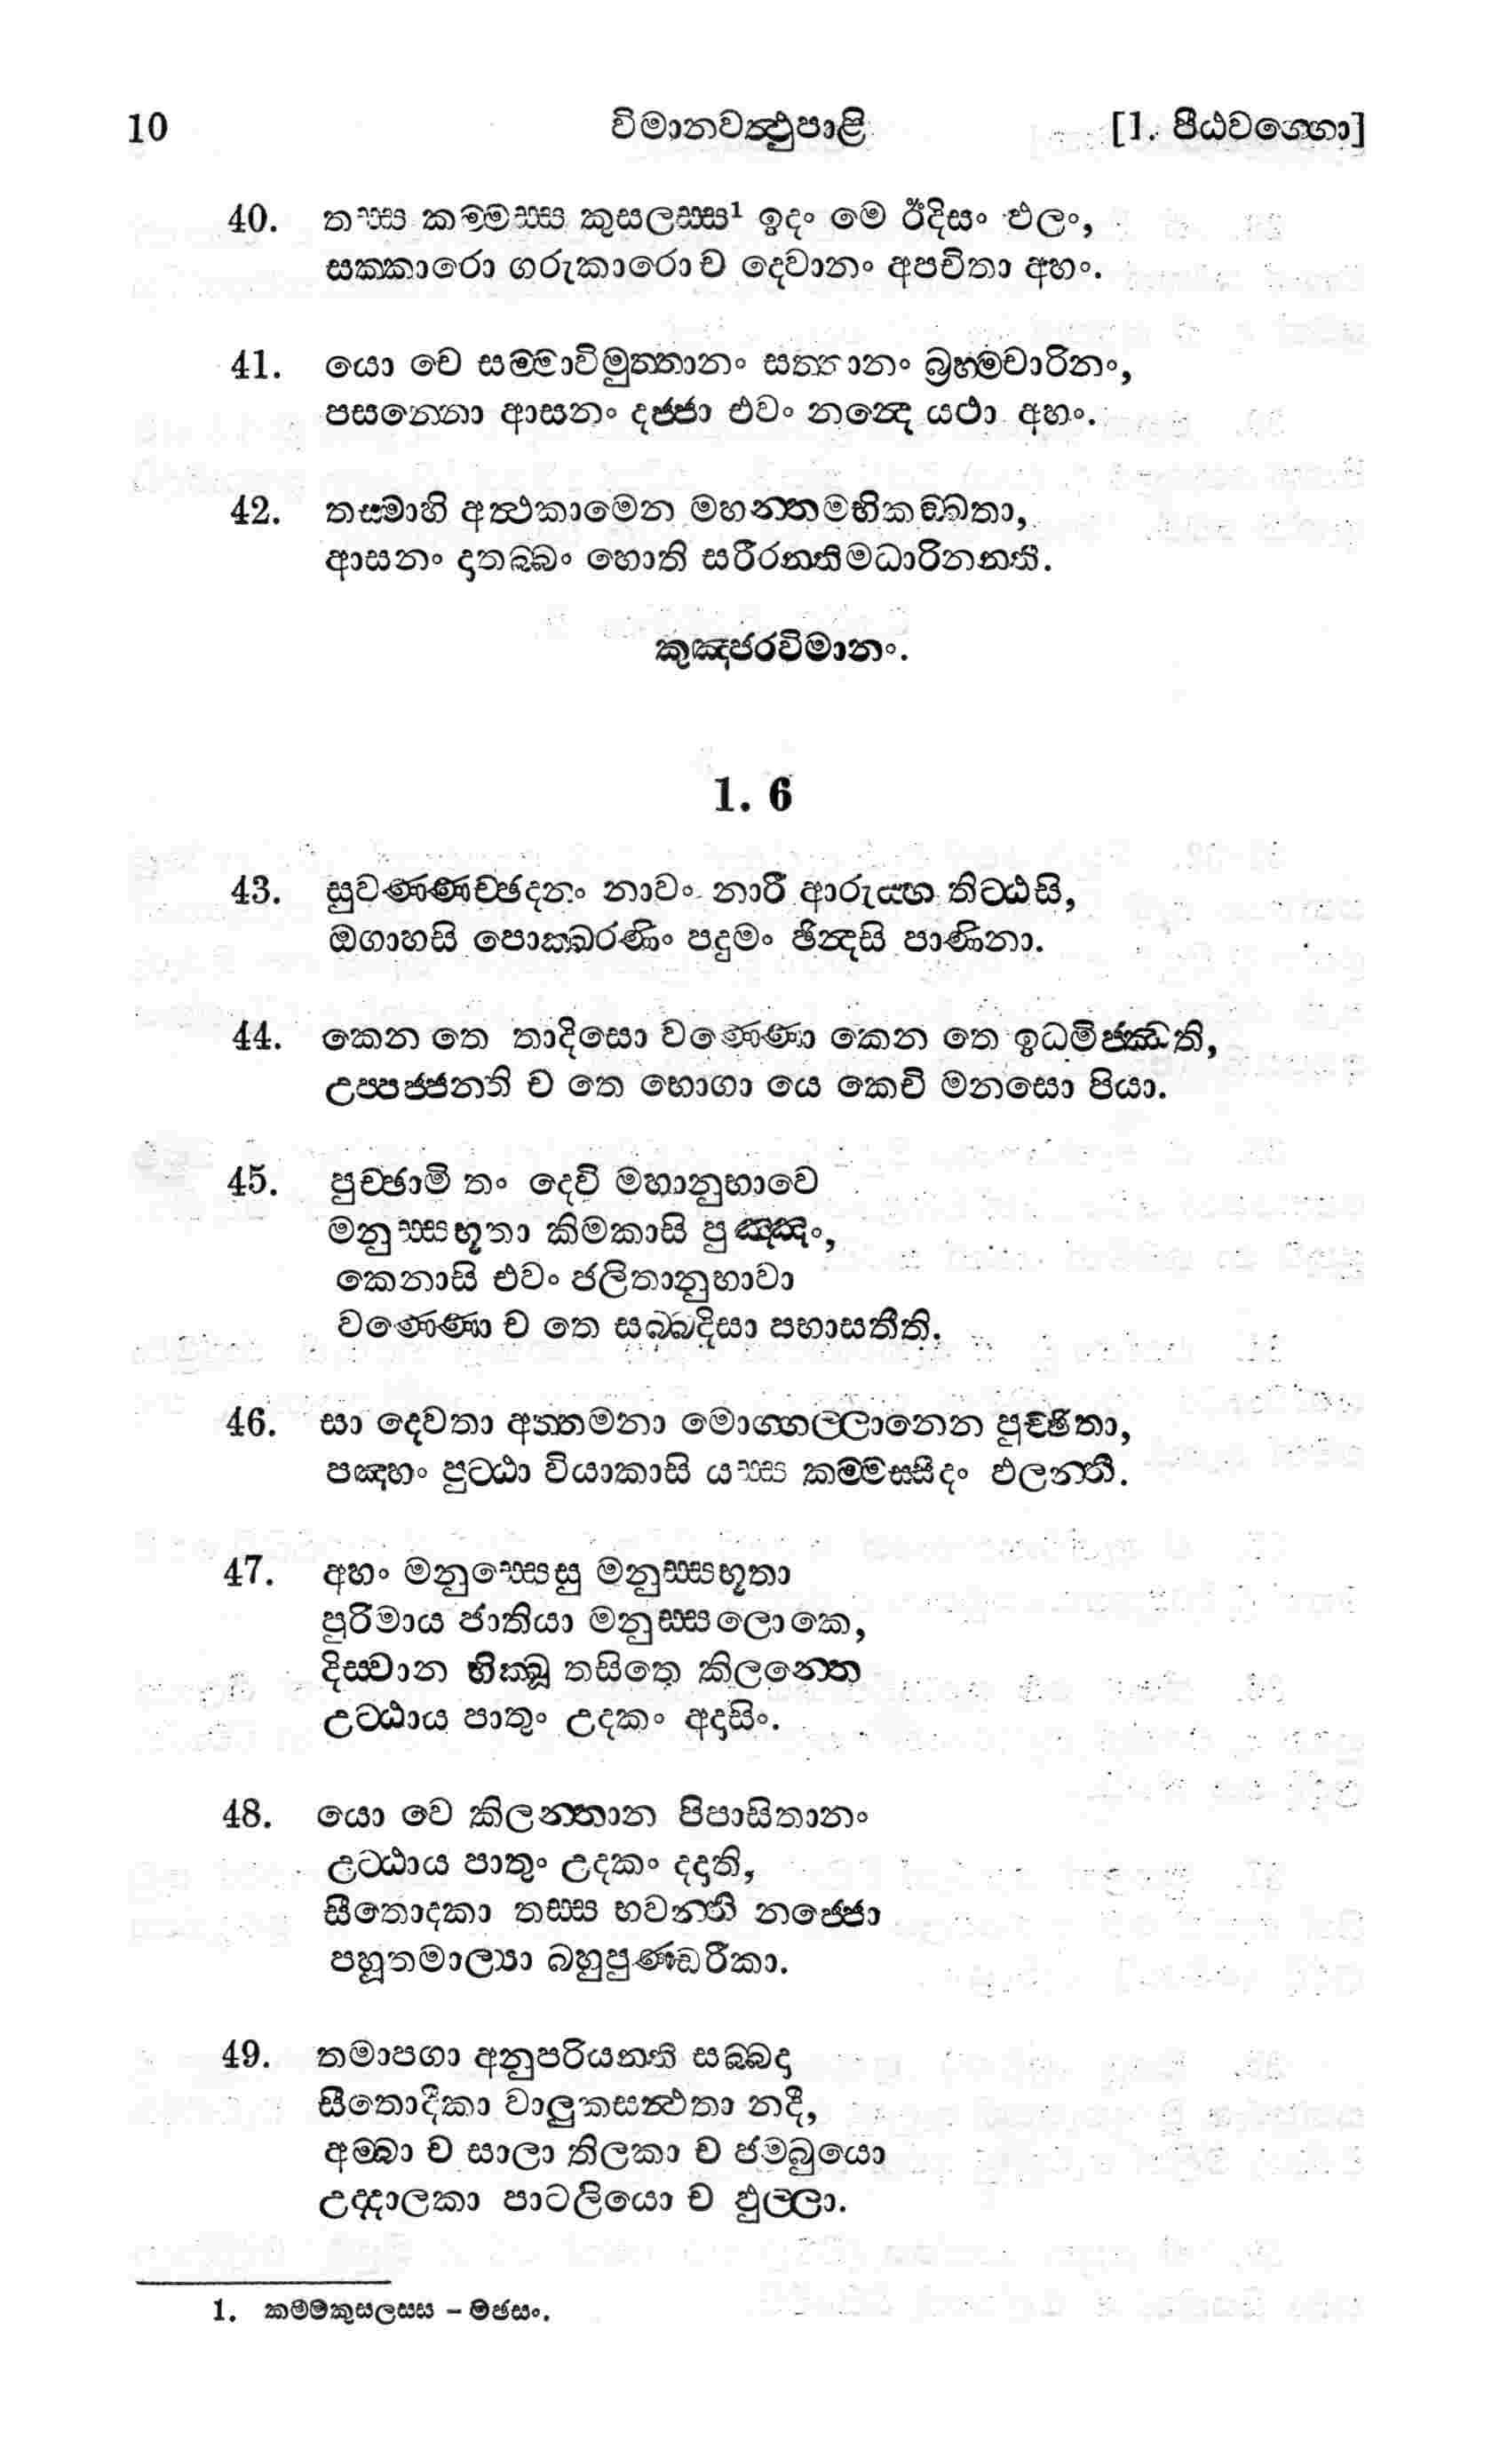 10 විමානවත්ථුපාළි [1. පීඨවග්ගො]
40. තස්ස කම්මස්ස කුසලස්ස¹ ඉදං මෙ ඊදිසං ඵලං,
සක්කාරො ගරුකාරො ච දෙවානං අපචිතා අහං.
41. යො චෙ සම්මාවිමුත්තානං සන්තානං බ්‍රහ්මචාරිනං,
පසන්නො ආසනං දජ්ජා එවං නන්දෙ යථා අහං.
42. තස්මාහි අත්ථකාමෙන මහන්තමභිකඞ්ඛතා,
ආසනං දාතබ්බං හොති සරීරන්තිමධාරිනන්ති.
කුඤ්ජරවිමානං.
1. 6
43. සුවණ්ණච්ඡදනං නාවං නාරී ආරුය්හ තිට්ඨසි,
ඔගාහසි පොක්ඛරණිං පදුමං ඡින්දසි පාණිනා.
44. කෙන තෙ තාදිසො වණ්ණො කෙන තෙ ඉධමිජ්ඣති,
උප්පජ්ජන්ති ච තෙ භොගා යෙ කෙචි මනසො පියා.
45. පුච්ඡාමි තං දෙවි මහානුභාවෙ
මනුස්සභූතා කිමකාසි පුඤ්ඤං,
කෙනාසි එවං ජලිතානුභාවා
වණ්ණො ච තෙ සබ්බදිසා පභාසතීති.
46. සා දෙවතා අත්තමනා මොග්ගල්ලානෙන පුච්ඡිතා,
පඤ්හං පුට්ඨා වියාකාසි යස්ස කම්මස්සිදං ඵලන්ති.
47. අහං මනුස්සෙසු මනුස්සභූතා
පුරිමාය ජාතියා මනුස්සලොකෙ,
දිස්වාන භික්ඛූ තසිතෙ කිලන්තෙ
උට්ඨාය පාතුං උදකං අදාසිං.
48. යො වෙ කිලන්තාන පිපාසිතානං
උට්ඨාය පාතුං උදකං දදාති,
සීතොදකා තස්ස භවන්ති නජ්ජො
පහූතමාල්‍යා බහුපුණ්ඩරීකා.
49. තමාපගා අනුපරියන්ති සබ්බදා
සීතොදිකා වාලුකසන්ථතා නදී,
අම්බා ච සාලා තිලකා ච ජම්බුයො
උද්දාලකා පාටලියො ච ඵුල්ලා.
1. කම්මකුසලස්ස – මඡසං.